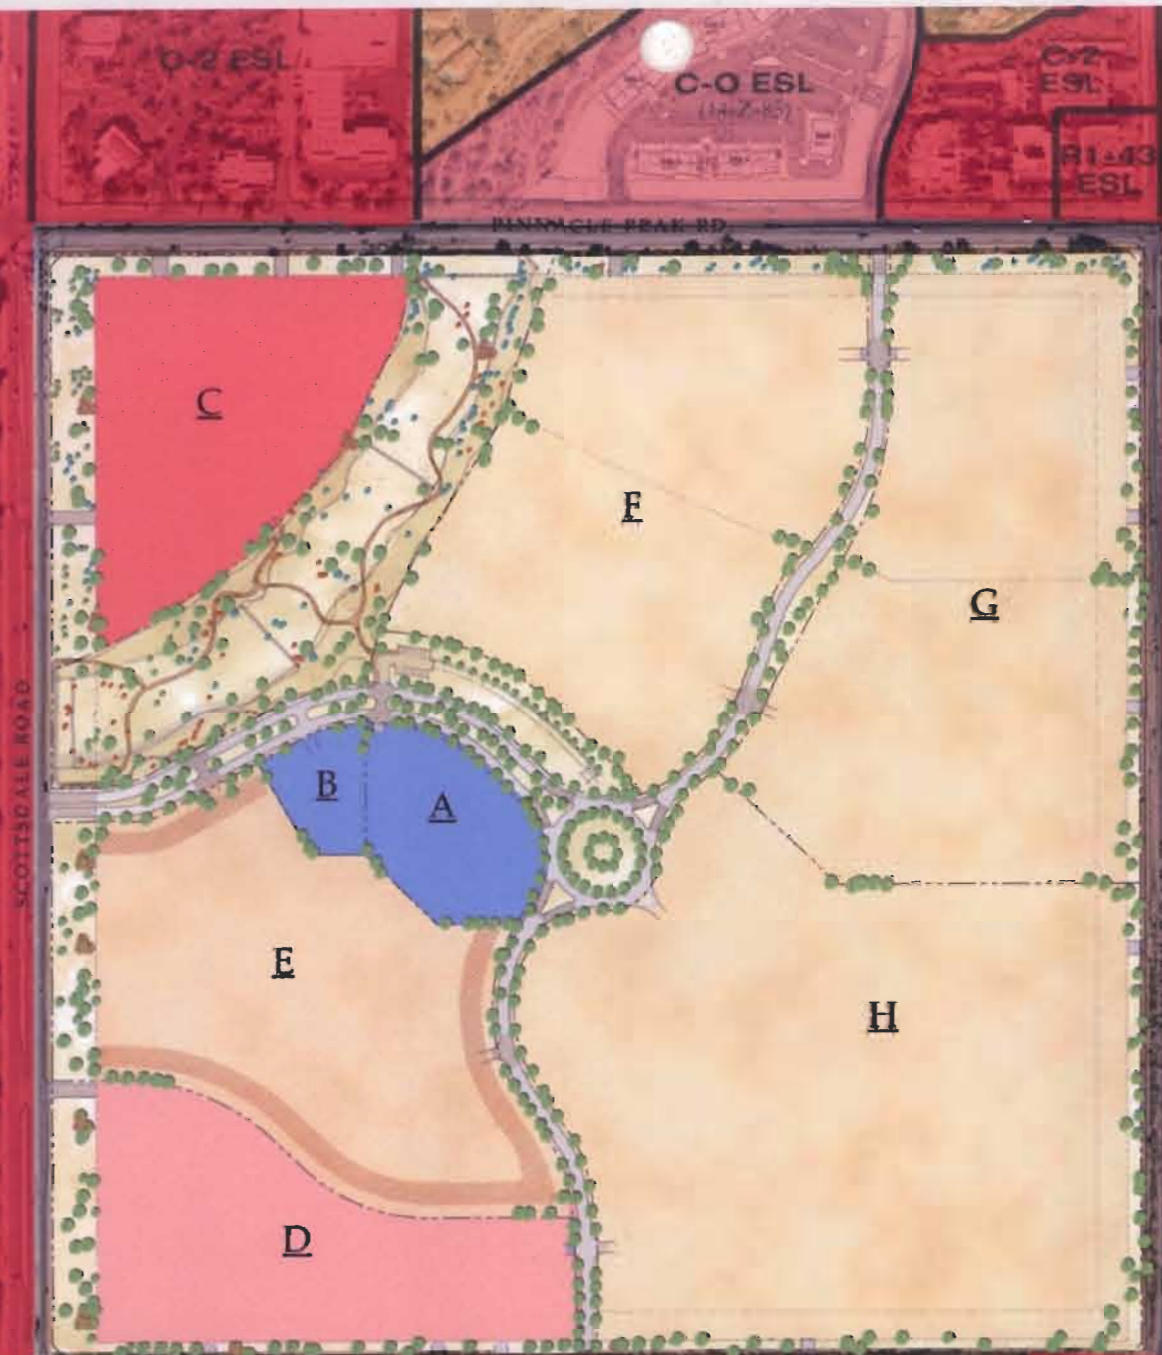 O-2 ESL
C-O ESL
C-2
ESL
R1-43
ESL
PINNACLE PEAK RD
C
F
G
SCOTTSDALE ROAD
B
A
E
H
D